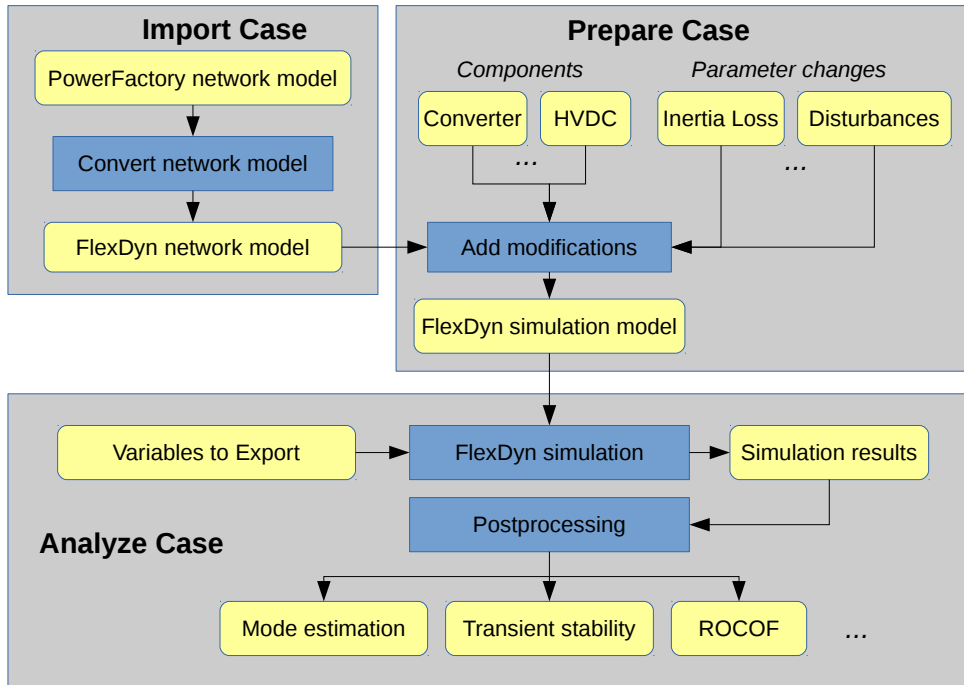 Import Case
PowerFactory network model
Convert network model
FlexDyn network model
Prepare Case
Components
Parameter changes
Converter
HVDC
...
Inertia Loss
Disturbances
...
Add modifications
FlexDyn simulation model
Analyze Case
Variables to Export
FlexDyn simulation
Simulation results
Postprocessing
Mode estimation
Transient stability
ROCOF
...